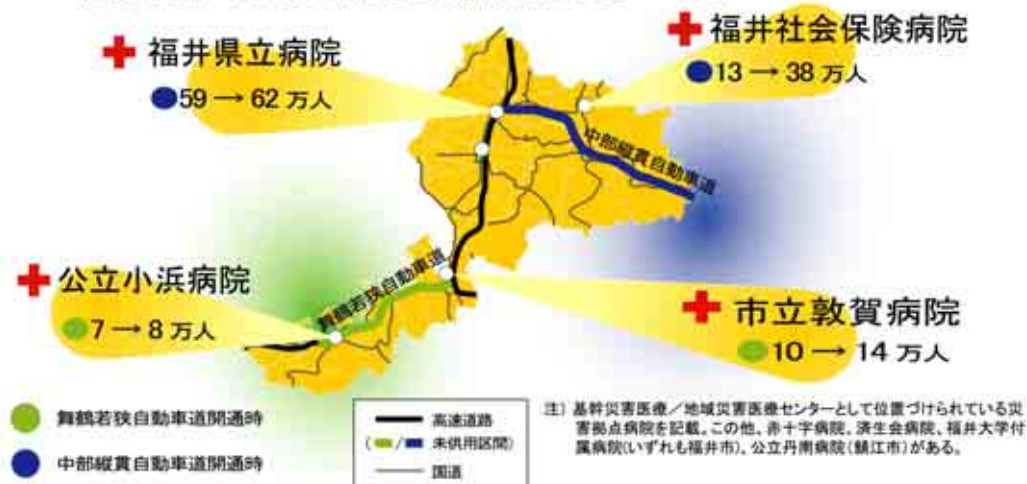 福井県立病院
59 → 62 万人
福井社会保険病院
13 → 38 万人
中部縦貫自動車道
舞鶴若狭自動車道
公立小浜病院
7 → 8 万人
市立敦賀病院
10 → 14 万人
舞鶴若狭自動車道開通時
中部縦貫自動車道開通時
高速道路
( / 未供用区間)
国道
注) 基幹災害医療/地域災害医療センターとして位置づけられている災
害拠点病院を記載。この他、赤十字病院、済生会病院、福井大学付
属病院(いずれも福井市)、公立丹南病院(鯖江市)がある。